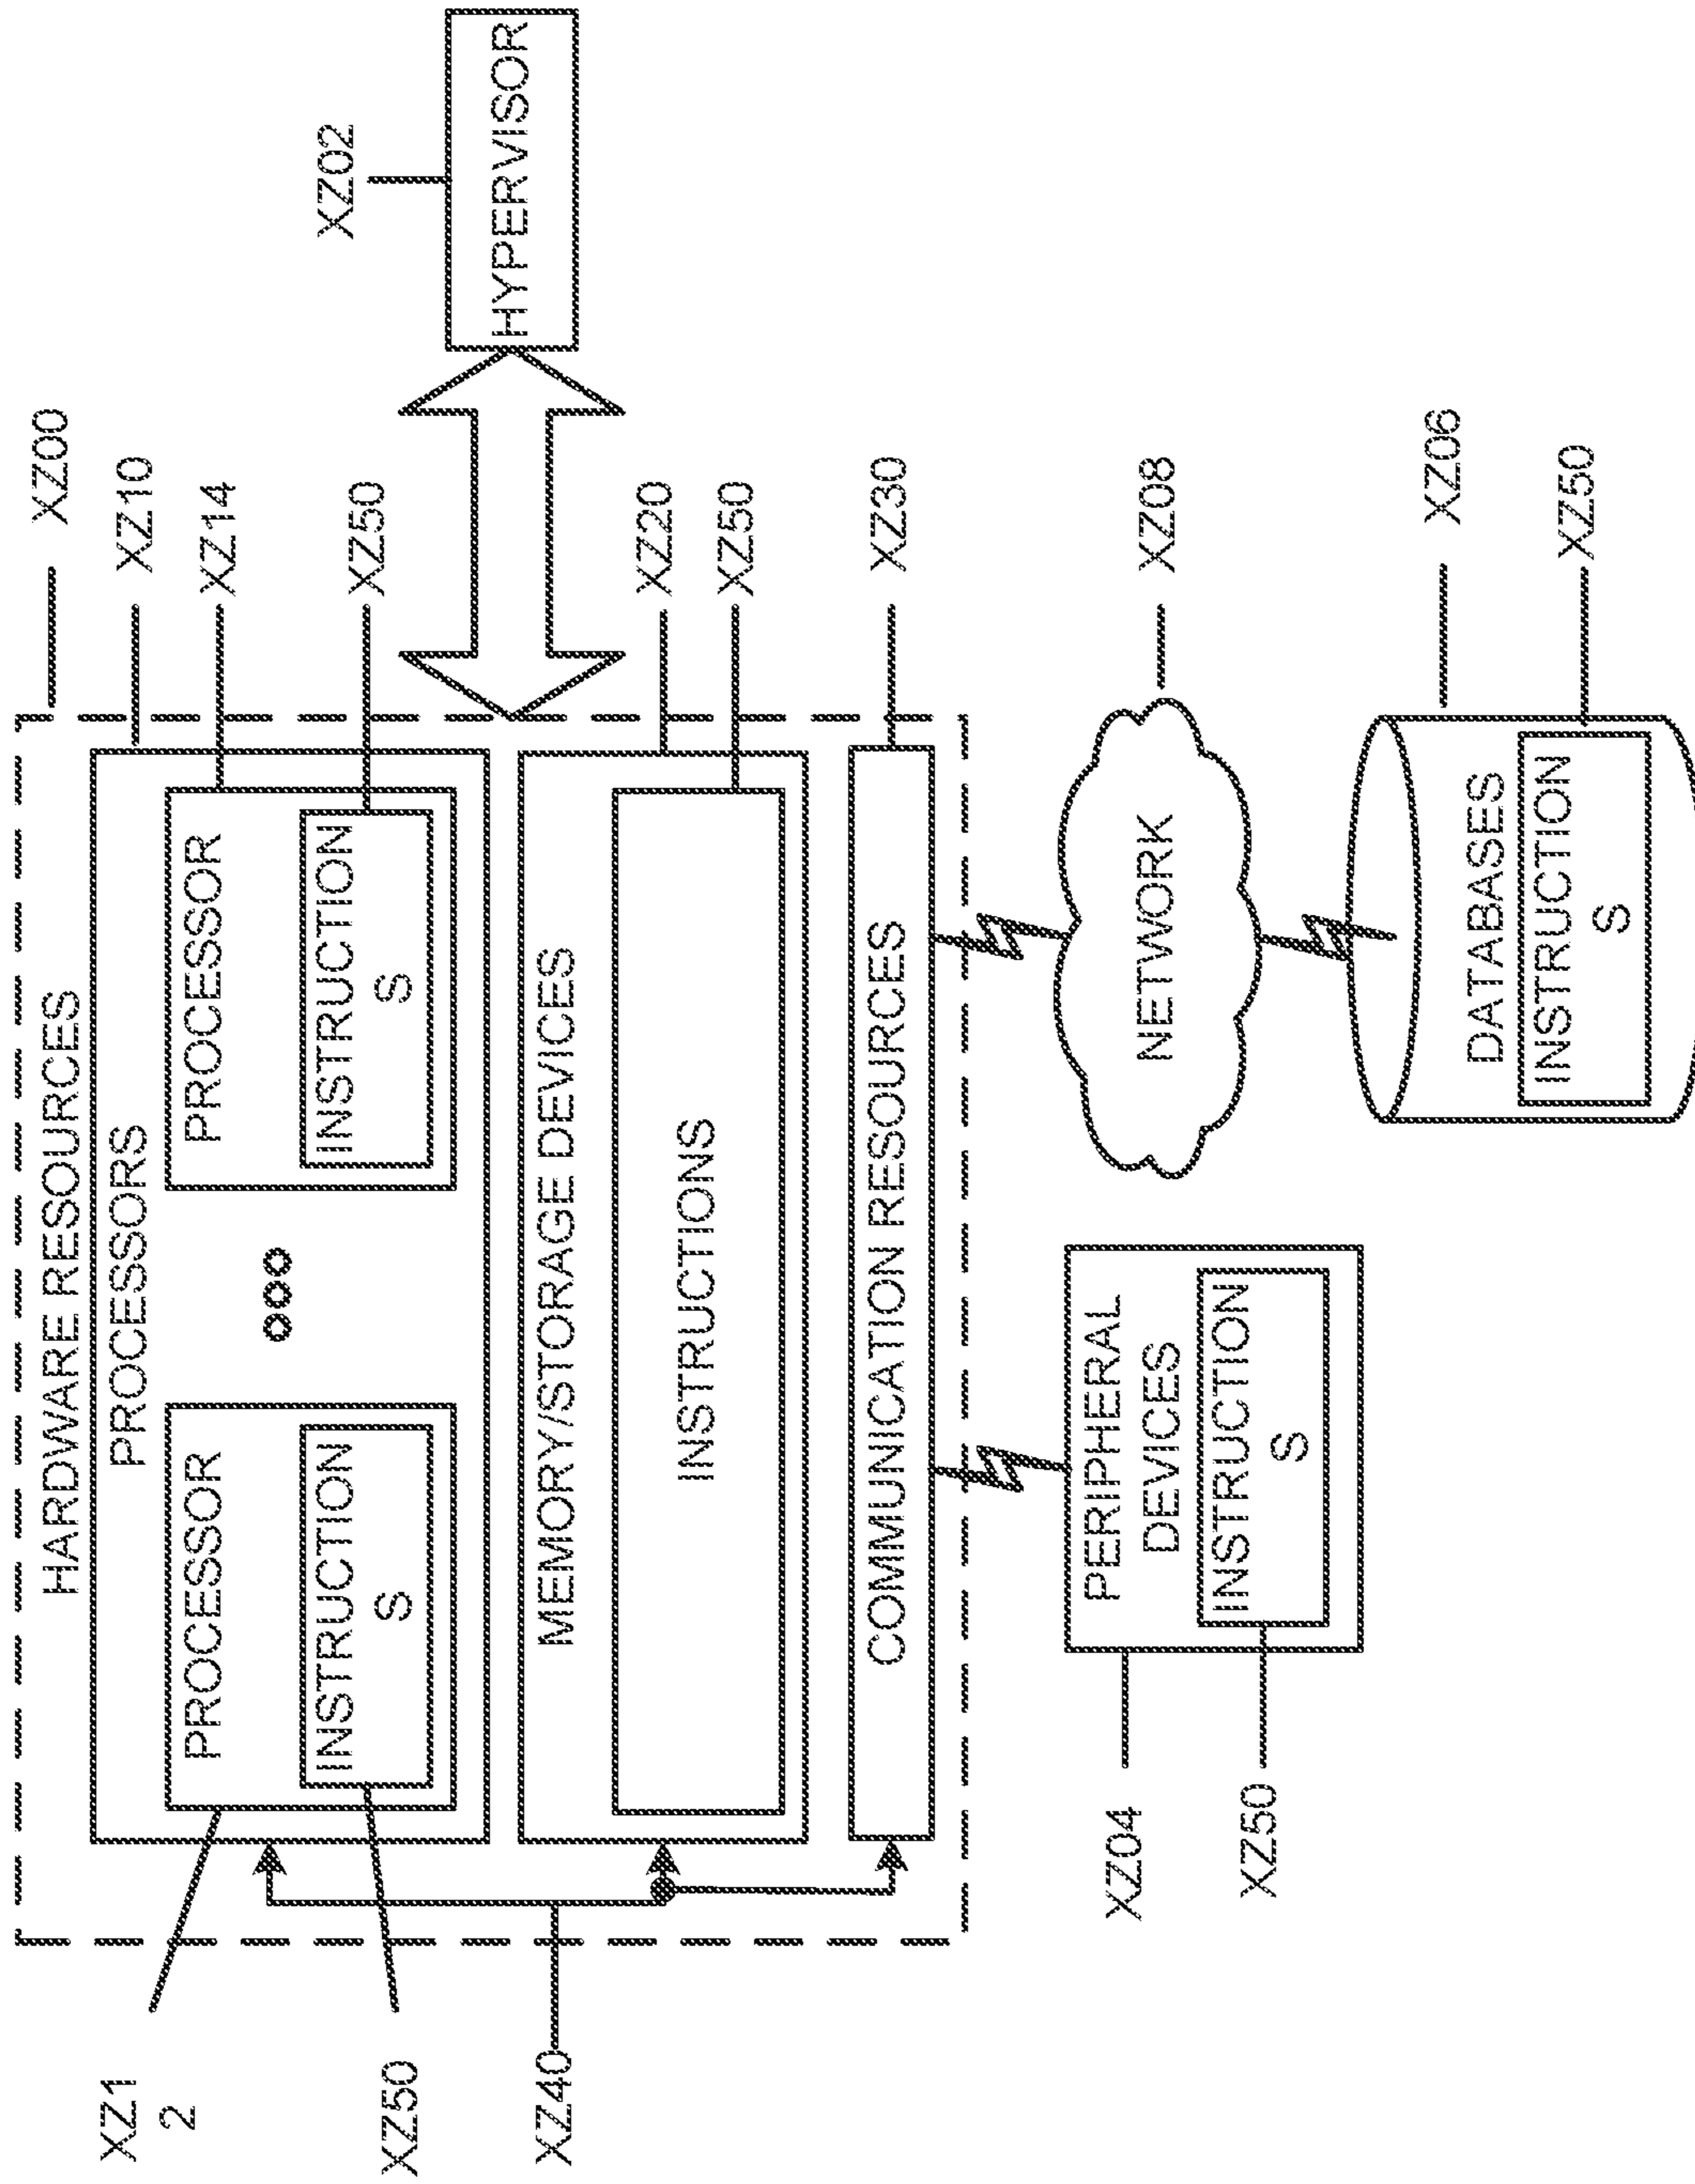 HARDWARE RESOURCES
XZ00
PROCESSORS
XZ10
XZ1
2
PROCESSOR
PROCESSOR
XZ14
XZ50
INSTRUCTION
S
INSTRUCTION
S
XZ50
XZ02
HYPERVISOR
XZ40
MEMORY/STORAGE DEVICES
XZ20
INSTRUCTIONS
XZ50
COMMUNICATION RESOURCES
XZ30
XZ04
PERIPHERAL
DEVICES
XZ50
INSTRUCTION
S
NETWORK
XZ08
DATABASES
XZ06
INSTRUCTION
S
XZ50